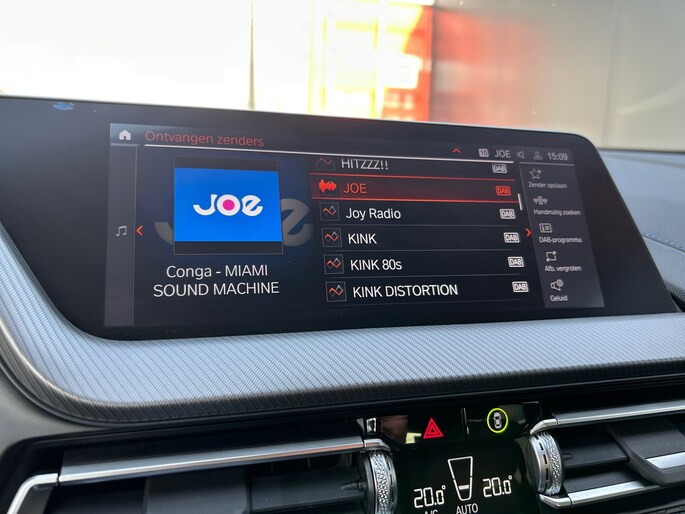 Ontvangen zenders
JOE
15:09
JOE
Conga - MIAMI
SOUND MACHINE
HITZZZ!! DAB
JOE DAB
Joy Radio DAB
KINK DAB
KINK 80s DAB
KINK DISTORTION DAB
Zender opslaan
Handmatig zoeken
DAB-programma
Afb. vergroten
Geluid
20.0
20.0
A/C
AUTO